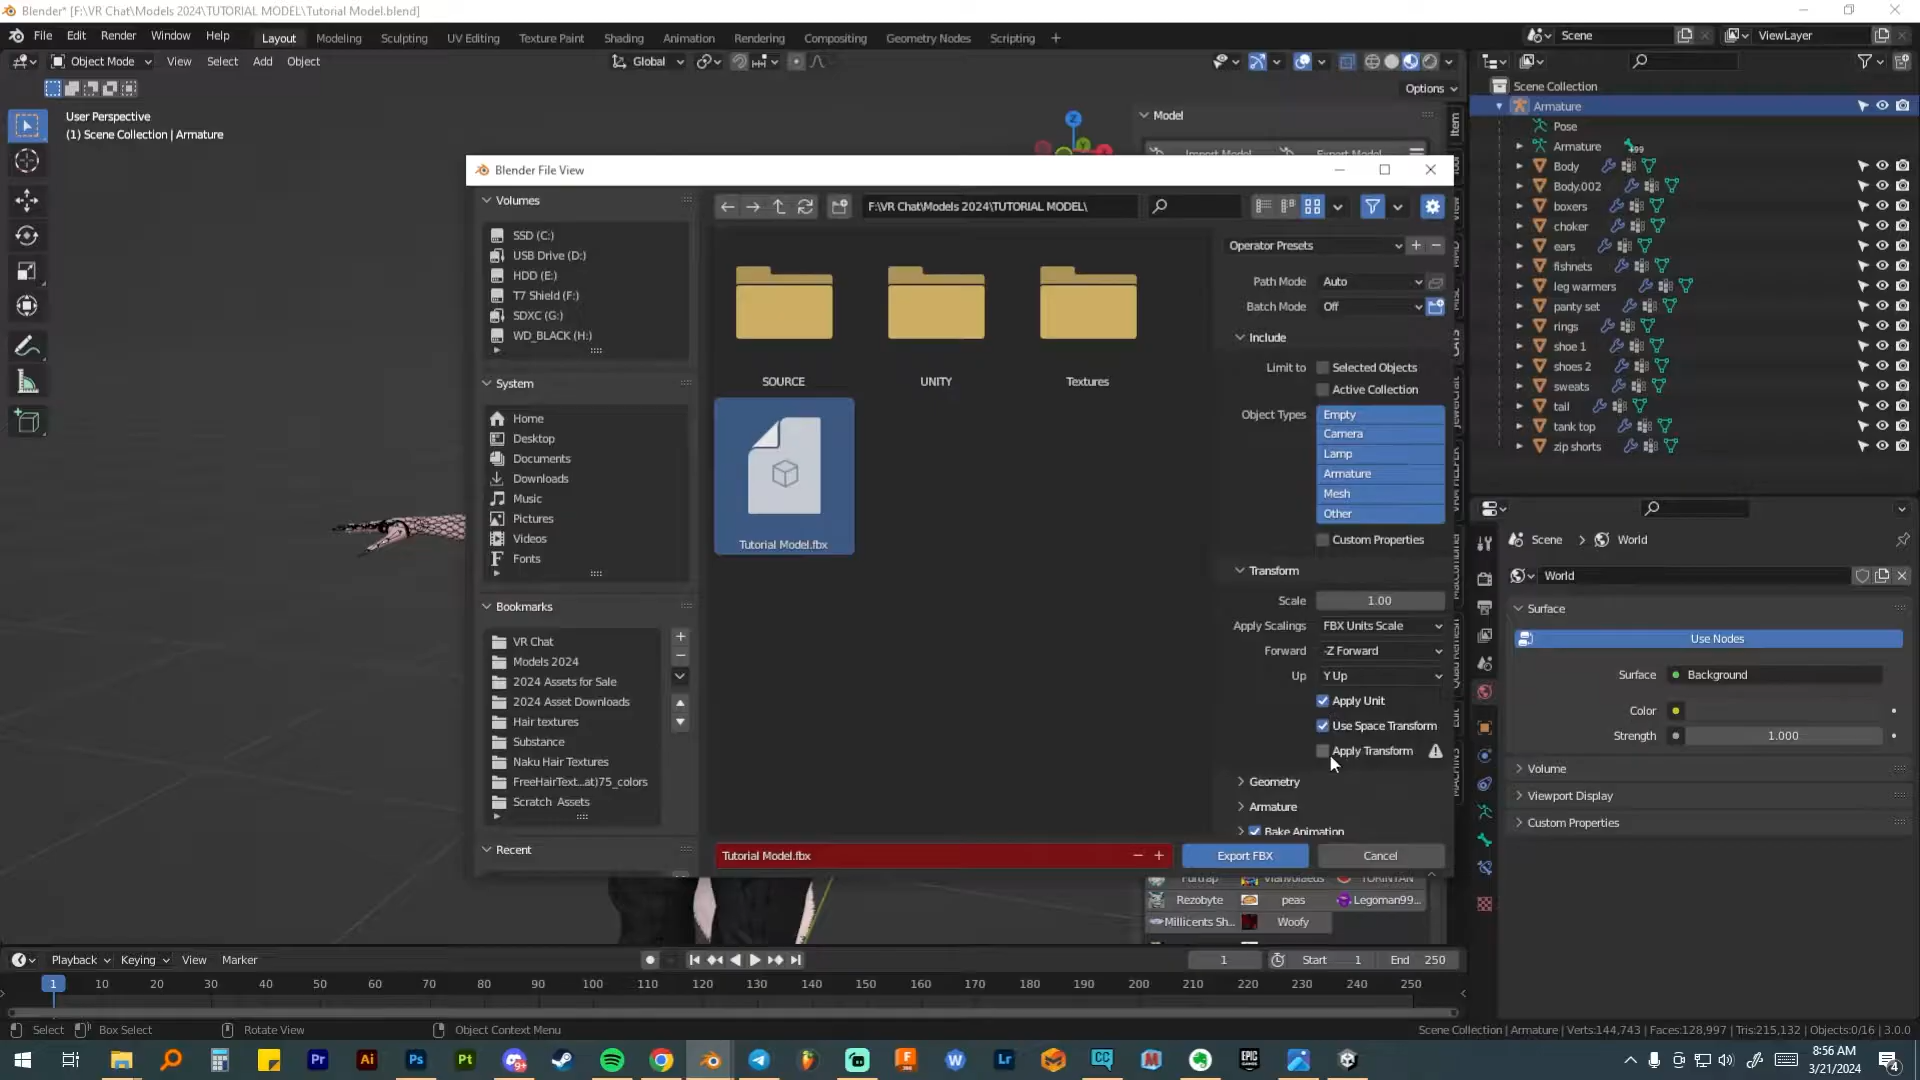 Blender* [F:\VR Chat\Models 2024\TUTORIAL MODEL\Tutorial Model.blend]
File Edit Render Window Help
Layout Modeling Sculpting UV Editing Texture Paint Shading Animation Rendering Compositing Geometry Nodes Scripting +
Scene
ViewLayer
Object Mode View Select Add Object
Global
Options
User Perspective
(1) Scene Collection | Armature
Model
Import Model Export Model
Item
View
CATS
Scene Collection
Armature
Pose
Armature
Body
Body.002
boxers
choker
ears
fishnets
leg warmers
panty set
rings
shoe 1
shoes 2
sweats
tail
tank top
zip shorts
Blender File View
Volumes
SSD (C:)
USB Drive (D:)
HDD (E:)
T7 Shield (F:)
SDXC (G:)
WD_BLACK (H:)
System
Home
Desktop
Documents
Downloads
Music
Pictures
Videos
Fonts
Bookmarks
VR Chat
Models 2024
2024 Assets for Sale
2024 Asset Downloads
Hair textures
Substance
Naku Hair Textures
FreeHairText...at)75_colors
Scratch Assets
Recent
F:\VR Chat\Models 2024\TUTORIAL MODEL\
SOURCE
UNITY
Textures
Tutorial Model.fbx
Operator Presets
Path Mode Auto
Batch Mode Off
Include
Limit to Selected Objects
Active Collection
Object Types Empty
Camera
Lamp
Armature
Mesh
Other
Custom Properties
Transform
Scale 1.00
Apply Scalings FBX Units Scale
Forward -Z Forward
Up Y Up
Apply Unit
Use Space Transform
Apply Transform
Geometry
Armature
Bake Animation
Tutorial Model.fbx
Export FBX
Cancel
Rezobyte peas Legoman99...
Millicents Sh... Woofy
Scene > World
World
Surface
Use Nodes
Surface Background
Color
Strength 1.000
Volume
Viewport Display
Custom Properties
Playback Keying View Marker
1 Start 1 End 250
1 10 20 30 40 50 60 70 80 90 100 110 120 130 140 150 160 170 180 190 200 210 220 230 240 250
Select Box Select Rotate View Object Context Menu
Scene Collection | Armature | Verts:144,743 | Faces:128,997 | Tris:215,132 | Objects:0/16 | 3.0.0
8:56 AM
3/21/2024